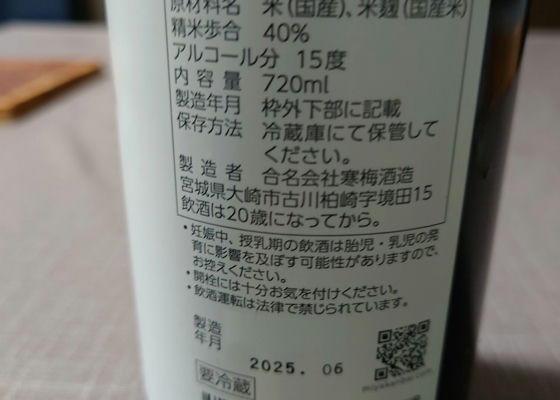 原材料名　米(国産)、米麹(国産米)
精米歩合　40%
アルコール分　15度
内容量　720ml
製造年月　枠外下部に記載
保存方法　冷蔵庫にて保管して
ください。
製造者　合名会社寒梅酒造
宮城県大崎市古川柏崎字境田15
飲酒は20歳になってから。
・妊娠中、授乳期の飲酒は胎児・乳児の発
育に影響を及ぼす可能性がありますので、
お控えください。
・開栓には十分お気を付けください。
・飲酒運転は法律で禁じられています。
製造
年月
2025. 06
要冷蔵